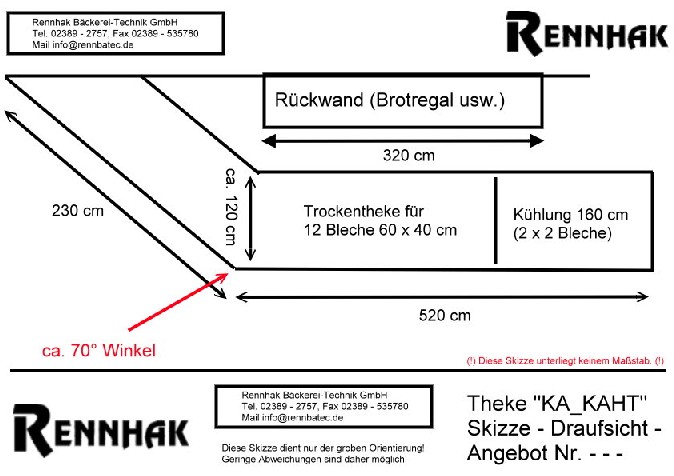 Rennhak Bäckerei-Technik GmbH
Tel. 02389 - 2757, Fax 02389 - 535780
Mail info@rennbatec.de
RENNHAK
Rückwand (Brotregal usw.)
320 cm
ca. 120 cm
230 cm
Trockentheke für
12 Bleche 60 x 40 cm
Kühlung 160 cm
(2 x 2 Bleche)
520 cm
ca. 70° Winkel
(!) Diese Skizze unterliegt keinem Maßstab. (!)
RENNHAK
Rennhak Bäckerei-Technik GmbH
Tel. 02389 - 2757, Fax 02389 - 535780
Mail info@rennbatec.de
Diese Skizze dient nur der groben Orientierung!
Geringe Abweichungen sind daher möglich
Theke "KA_KAHT"
Skizze - Draufsicht -
Angebot Nr. - - -